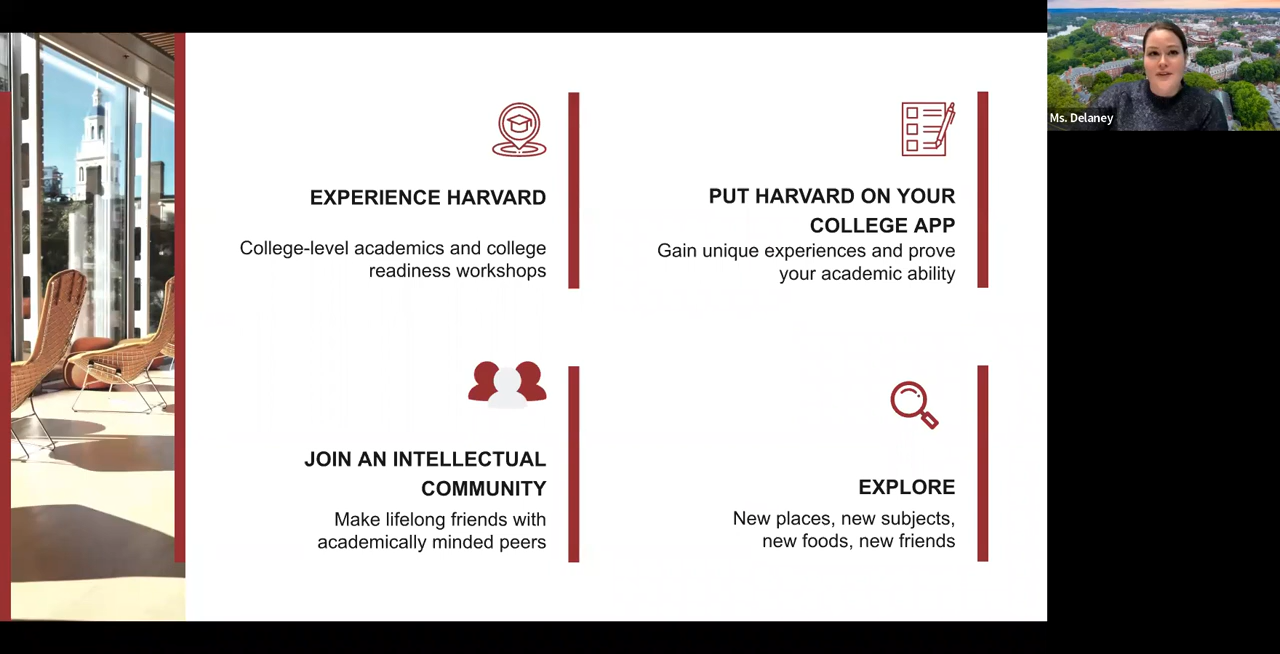 EXPERIENCE HARVARD
College-level academics and college
readiness workshops
PUT HARVARD ON YOUR
COLLEGE APP
Gain unique experiences and prove
your academic ability
JOIN AN INTELLECTUAL
COMMUNITY
Make lifelong friends with
academically minded peers
EXPLORE
New places, new subjects,
new foods, new friends
Ms. Delaney